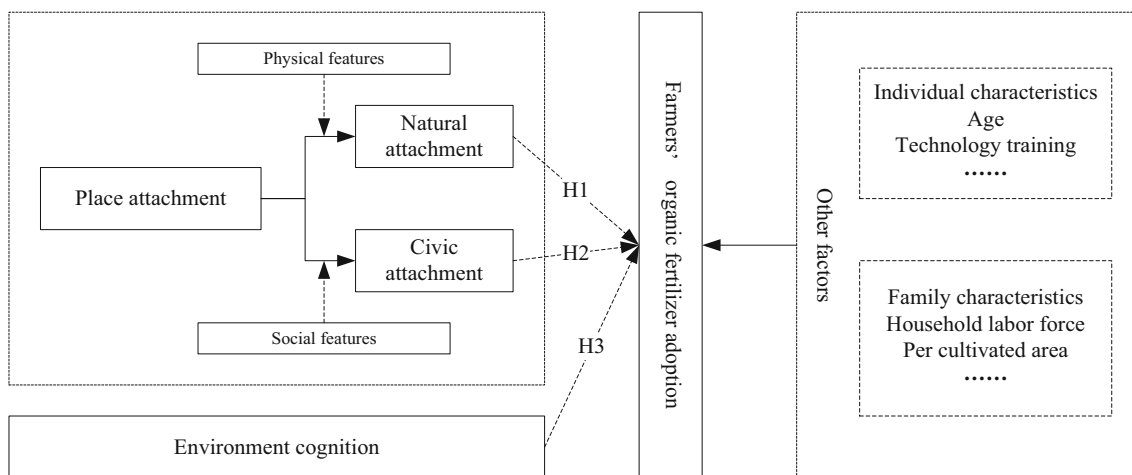 Physical features
Natural
attachment
Place attachment
Civic
attachment
Social features
H1
H2
H3
Environment cognition
Farmers’ organic fertilizer adoption
Other factors
Individual characteristics
Age
Technology training
......
Family characteristics
Household labor force
Per cultivated area
......